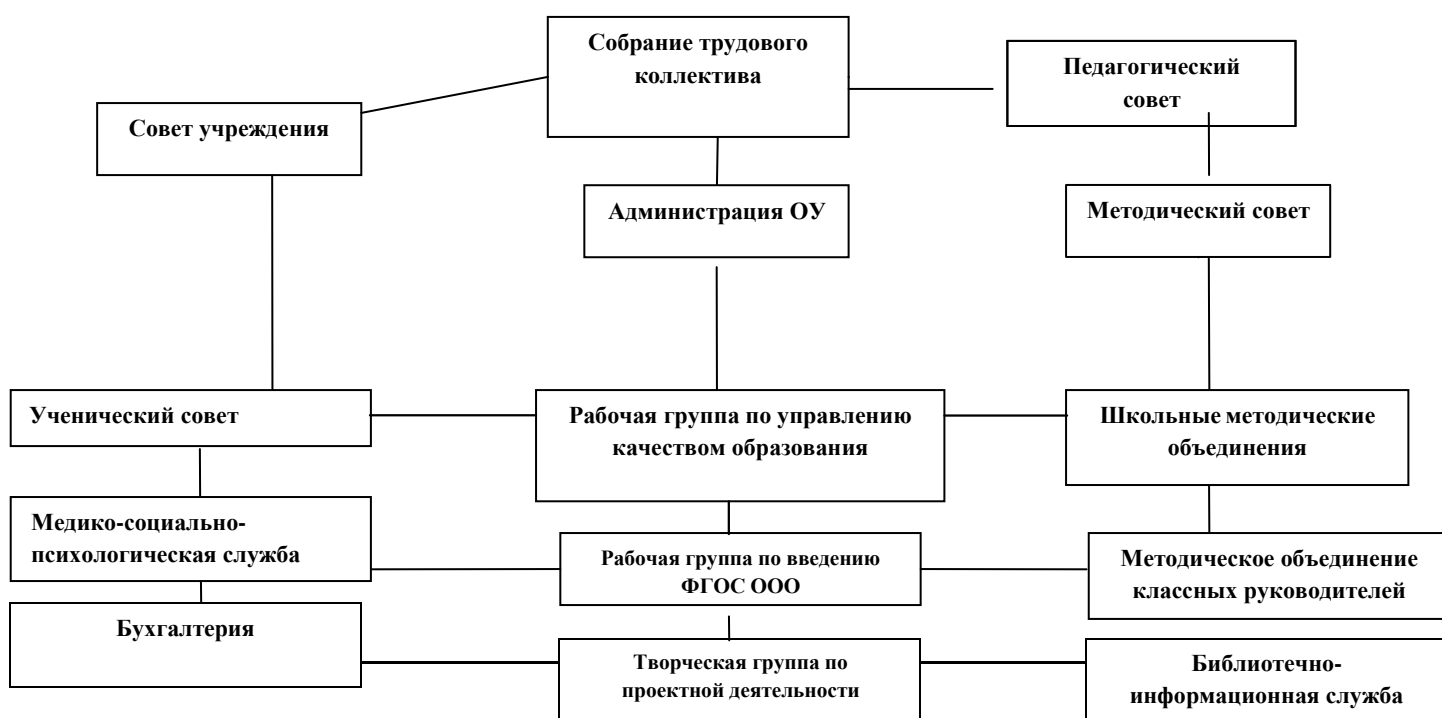 Собрание трудового
коллектива
Педагогический
совет
Совет учреждения
Администрация ОУ
Методический совет
Ученический совет
Рабочая группа по управлению
качеством образования
Школьные методические
объединения
Медико-социально-
психологическая служба
Рабочая группа по введению
ФГОС ООО
Методическое объединение
классных руководителей
Бухгалтерия
Творческая группа по
проектной деятельности
Библиотечно-
информационная служба